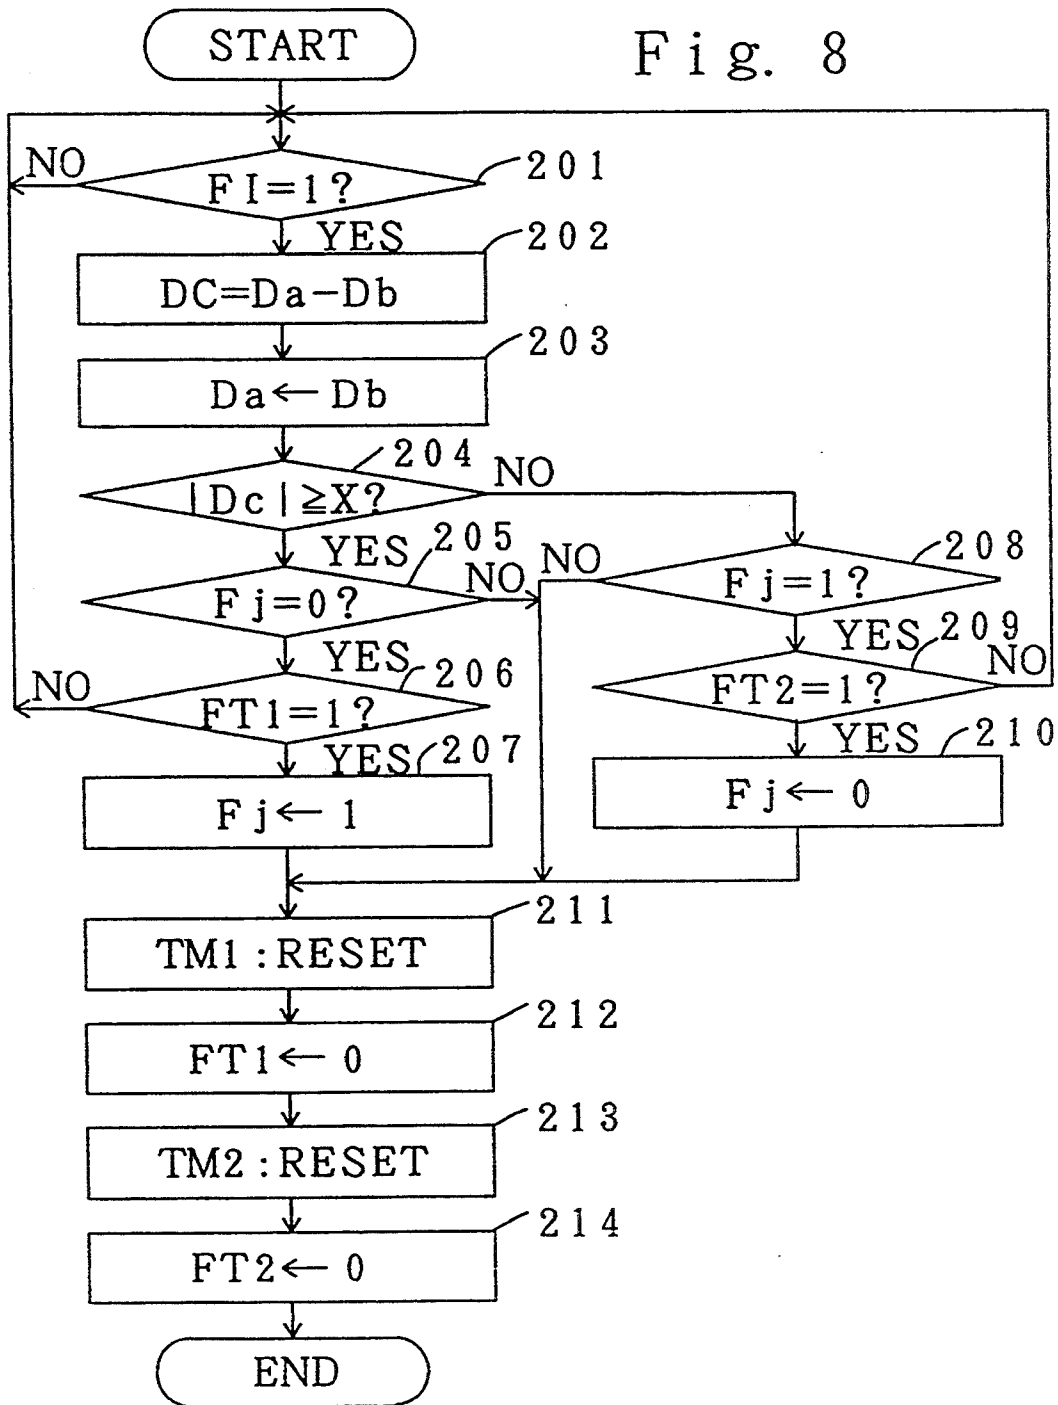 START
Fig. 8
NO
FI=1?
201
YES
202
DC=Da-Db
203
Da← Db
204
NO
|Dc|≧X?
YES
205
NO
NO
208
Fj=0?
Fj=1?
YES
206
YES
209
NO
NO
FT1=1?
FT2=1?
YES
207
YES
210
Fj← 1
Fj← 0
211
TM1:RESET
212
FT1← 0
213
TM2:RESET
214
FT2← 0
END